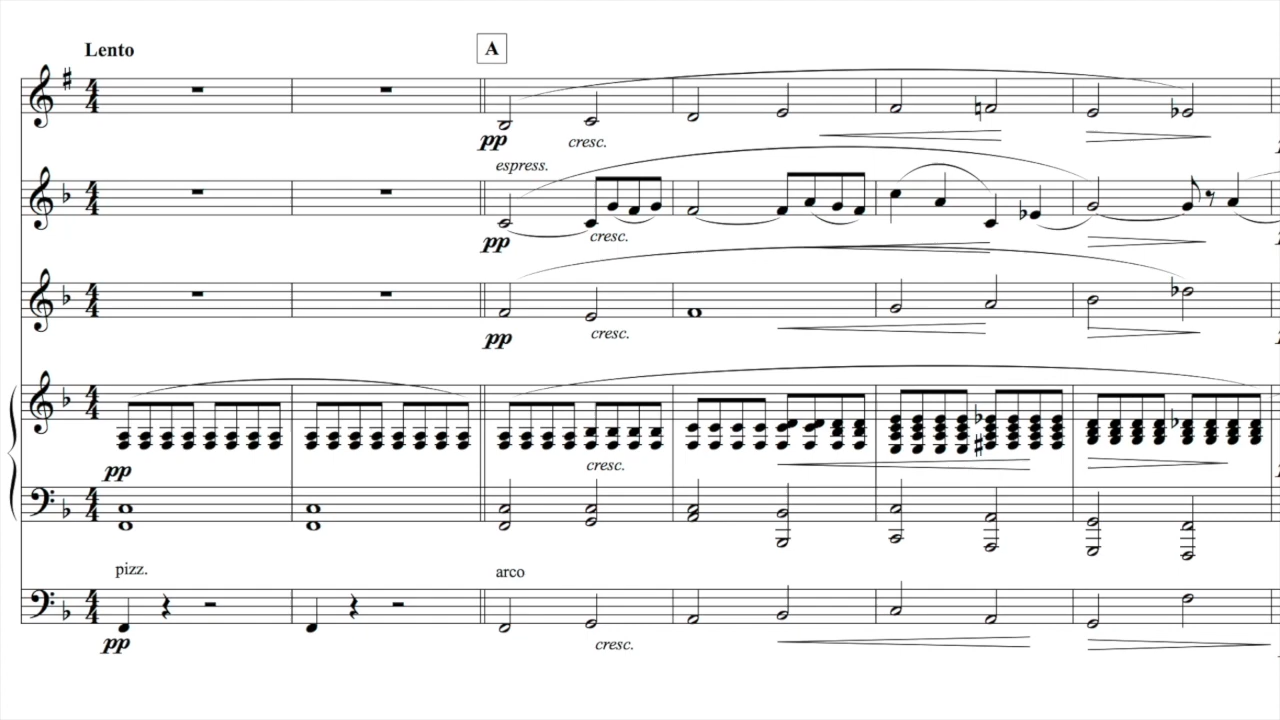 Lento
A
pp
cresc.
espress.
pp
cresc.
pp
cresc.
pp
cresc.
pizz.
arco
pp
cresc.